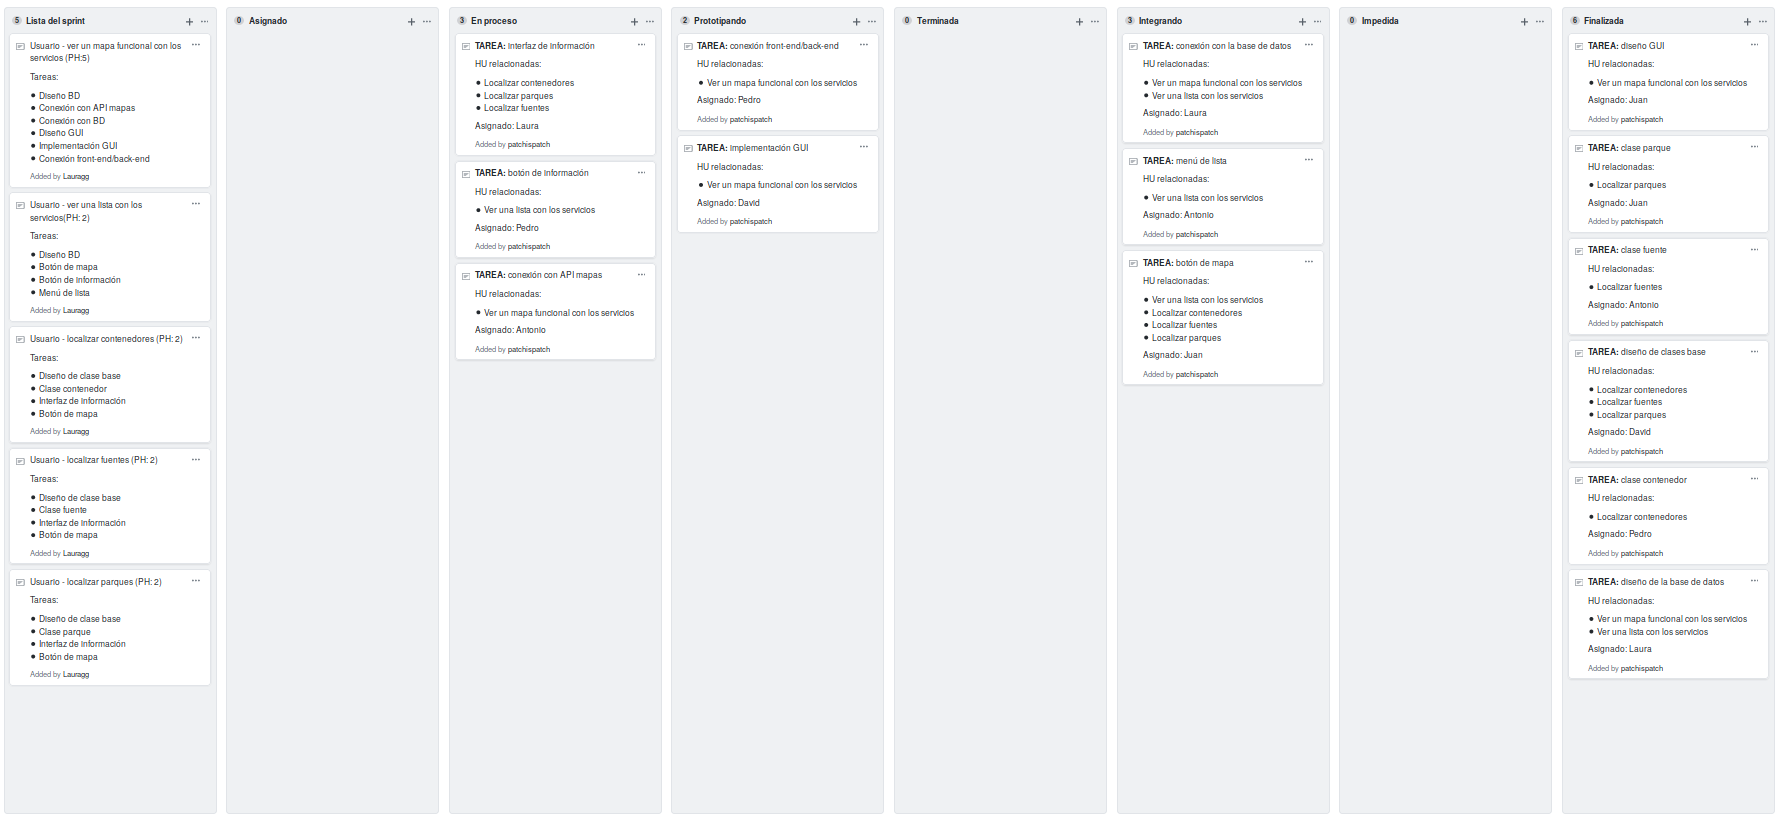 5 Lista del sprint
Usuario - ver un mapa funcional con los
servicios (PH:5)
Tareas:
Diseño BD
Conexión con API mapas
Conexión con BD
Diseño GUI
Implementación GUI
Conexión front-end/back-end
Added by Lauragg
Usuario - ver una lista con los
servicios(PH: 2)
Tareas:
Diseño BD
Botón de mapa
Botón de información
Menú de lista
Added by Lauragg
Usuario - localizar contenedores (PH: 2)
Tareas:
Diseño de clase base
Clase contenedor
Interfaz de información
Botón de mapa
Added by Lauragg
Usuario - localizar fuentes (PH: 2)
Tareas:
Diseño de clase base
Clase fuente
Interfaz de información
Botón de mapa
Added by Lauragg
Usuario - localizar parques (PH: 2)
Tareas:
Diseño de clase base
Clase parque
Interfaz de información
Botón de mapa
Added by Lauragg
0 Asignado
3 En proceso
TAREA: interfaz de información
HU relacionadas:
Localizar contenedores
Localizar parques
Localizar fuentes
Asignado: Laura
Added by patchispatch
TAREA: botón de información
HU relacionadas:
Ver una lista con los servicios
Asignado: Pedro
Added by patchispatch
TAREA: conexión con API mapas
HU relacionadas:
Ver un mapa funcional con los servicios
Asignado: Antonio
Added by patchispatch
2 Prototipando
TAREA: conexión front-end/back-end
HU relacionadas:
Ver un mapa funcional con los servicios
Asignado: Pedro
Added by patchispatch
TAREA: implementación GUI
HU relacionadas:
Ver un mapa funcional con los servicios
Asignado: David
Added by patchispatch
0 Terminada
3 Integrando
TAREA: conexión con la base de datos
HU relacionadas:
Ver un mapa funcional con los servicios
Ver una lista con los servicios
Asignado: Laura
Added by patchispatch
TAREA: menú de lista
HU relacionadas:
Ver una lista con los servicios
Asignado: Antonio
Added by patchispatch
TAREA: botón de mapa
HU relacionadas:
Ver una lista con los servicios
Localizar contenedores
Localizar fuentes
Localizar parques
Asignado: Juan
Added by patchispatch
0 Impedida
6 Finalizada
TAREA: diseño GUI
HU relacionadas:
Ver un mapa funcional con los servicios
Asignado: Juan
Added by patchispatch
TAREA: clase parque
HU relacionadas:
Localizar parques
Asignado: Juan
Added by patchispatch
TAREA: clase fuente
HU relacionadas:
Localizar fuentes
Asignado: Antonio
Added by patchispatch
TAREA: diseño de clases base
HU relacionadas:
Localizar contenedores
Localizar fuentes
Localizar parques
Asignado: David
Added by patchispatch
TAREA: clase contenedor
HU relacionadas:
Localizar contenedores
Asignado: Pedro
Added by patchispatch
TAREA: diseño de la base de datos
HU relacionadas:
Ver un mapa funcional con los servicios
Ver una lista con los servicios
Asignado: Laura
Added by patchispatch